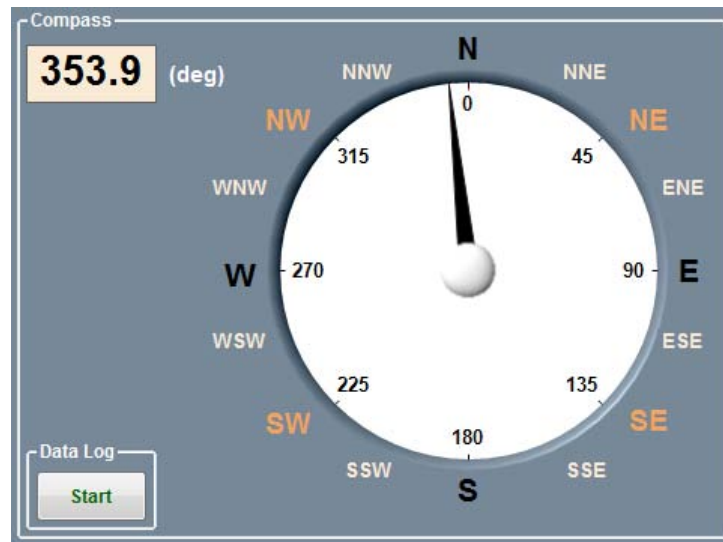 Compass
353.9 (deg)
N
NNW
NNE
0
NW
NE
315
45
WNW
ENE
W
270
90
E
WSW
ESE
225
135
SW
SE
180
SSW
SSE
S
Data Log
Start